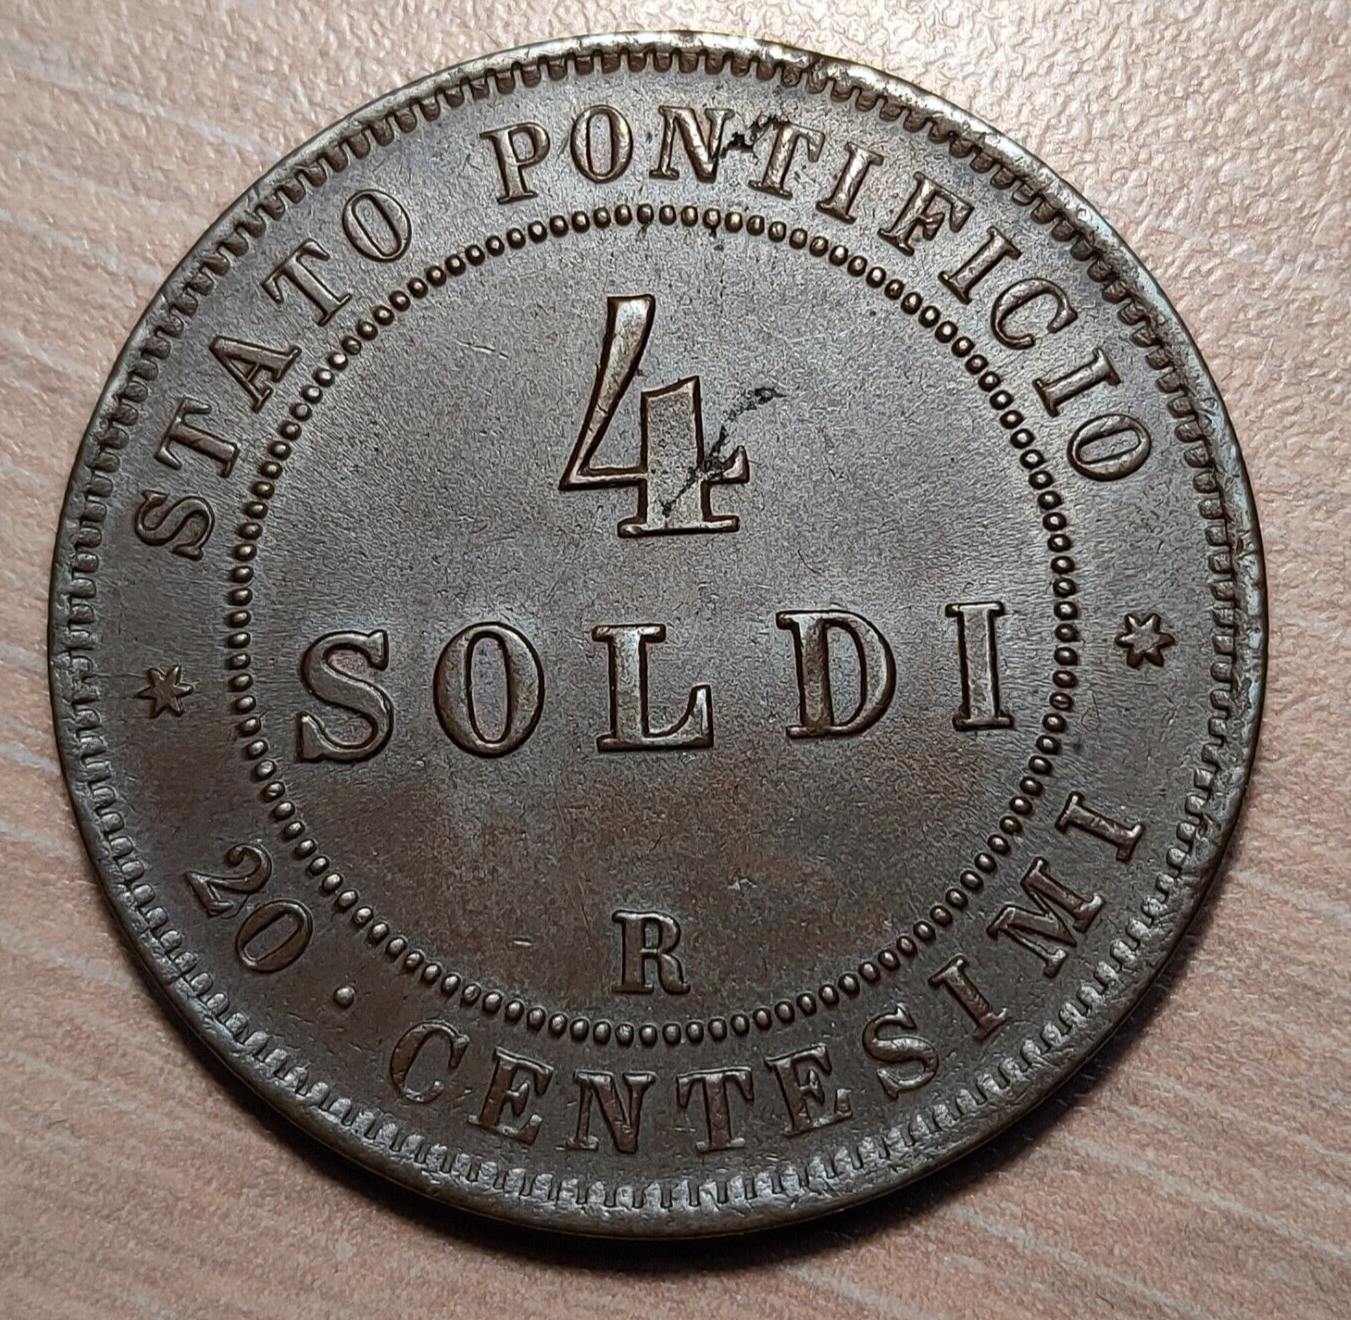 STATO PONTIFICIO
4
SOLDI
R
20 · CENTESIMI